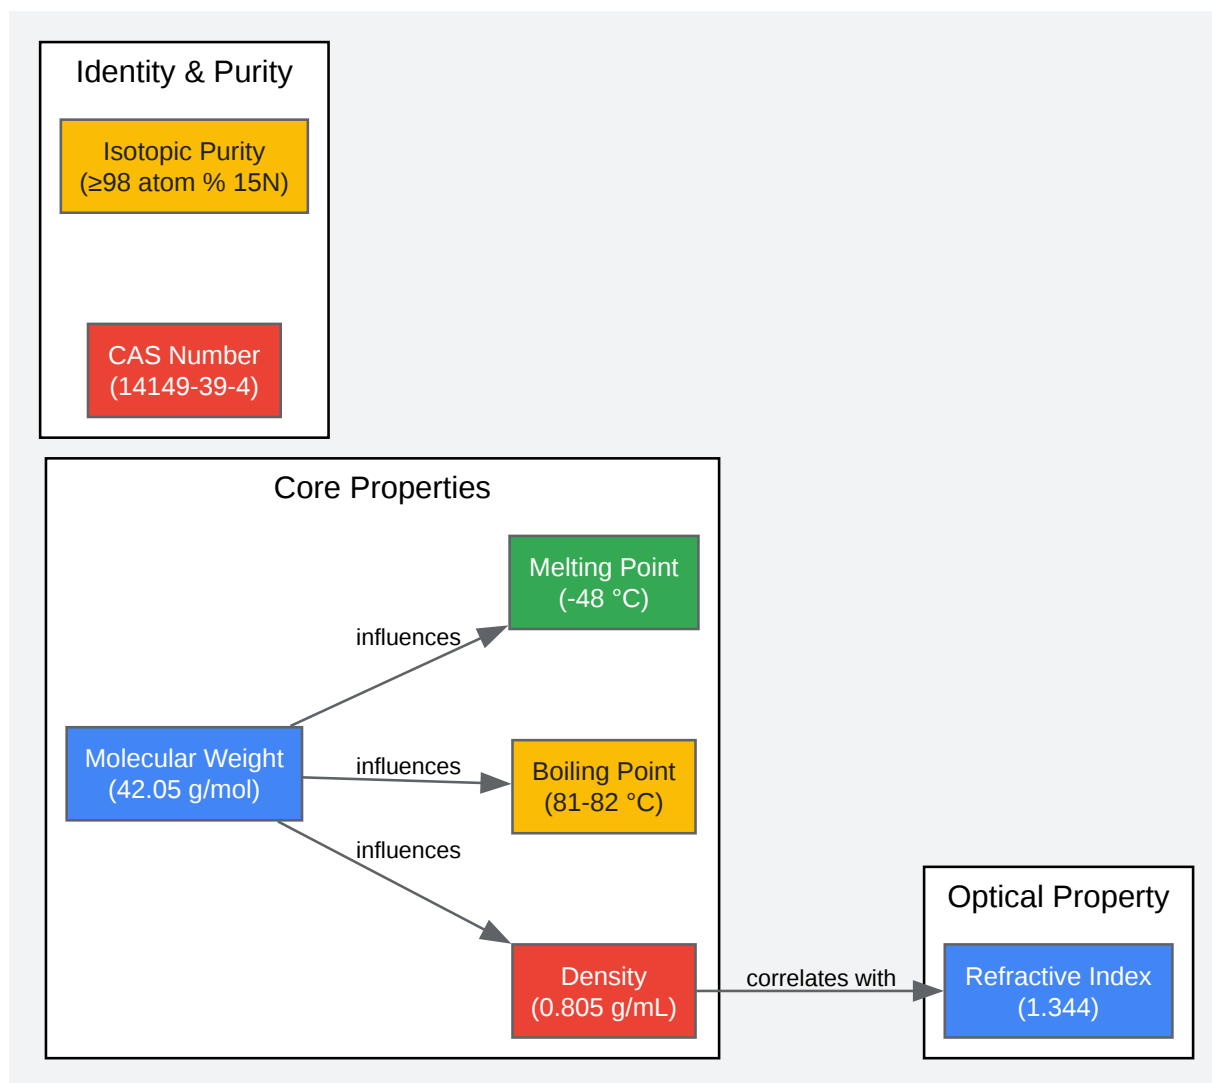 Identity & Purity
Isotopic Purity
(≥98 atom % 15N)
CAS Number
(14149-39-4)
Core Properties
Melting Point
(-48 °C)
influences
Molecular Weight
(42.05 g/mol)
influences
Boiling Point
(81-82 °C)
influences
Density
(0.805 g/mL)
correlates with
Optical Property
Refractive Index
(1.344)